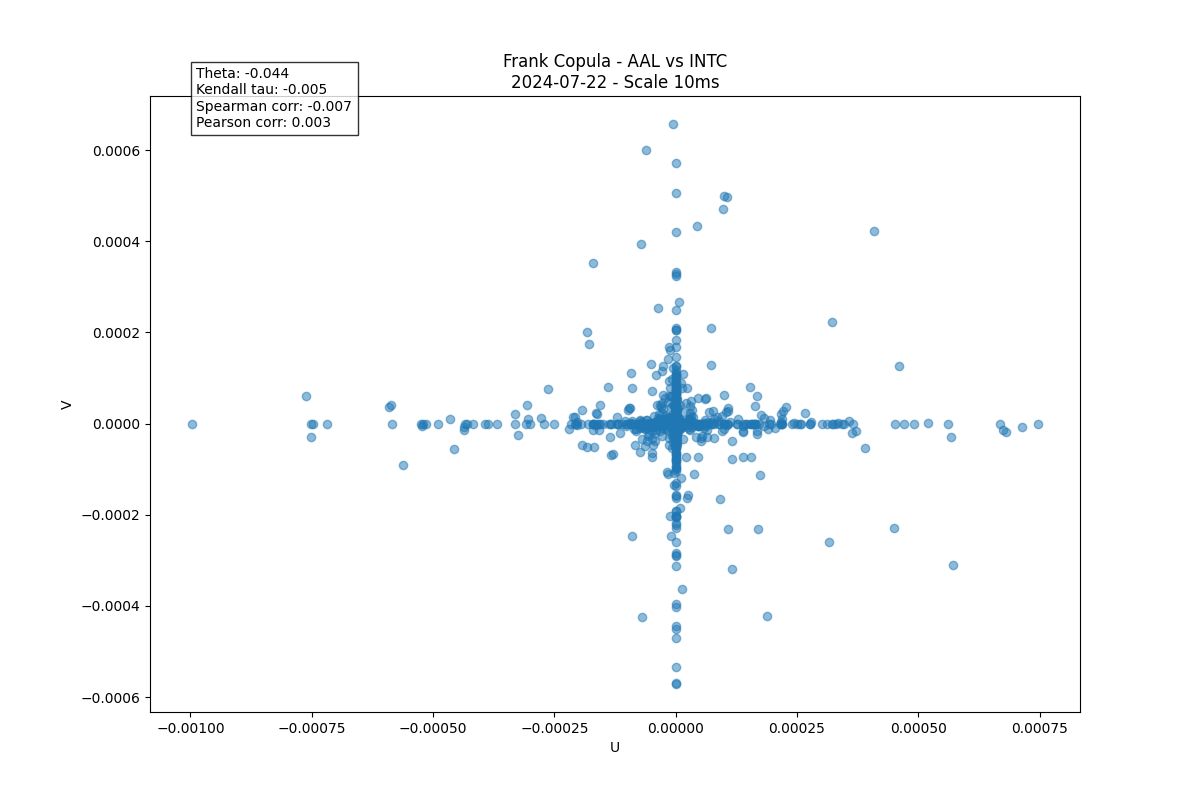 Frank Copula - AAL vs INTC
2024-07-22 - Scale 10ms
Theta: -0.044
Kendall tau: -0.005
Spearman corr: -0.007
Pearson corr: 0.003
0.0006
0.0004
0.0002
0.0000
−0.0002
−0.0004
−0.0006
V
−0.00100 −0.00075 −0.00050 −0.00025 0.00000 0.00025 0.00050 0.00075
U